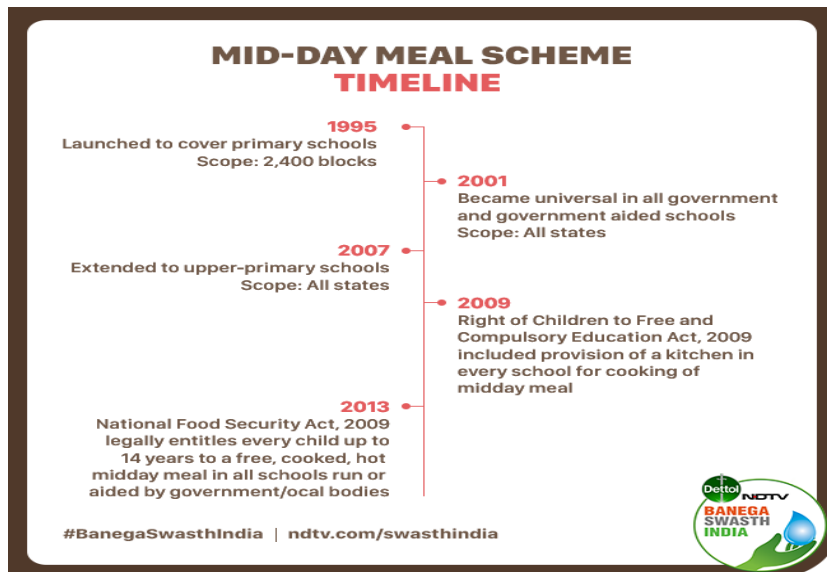 MID-DAY MEAL SCHEME
TIMELINE
1995
Launched to cover primary schools
Scope: 2,400 blocks
2001
Became universal in all government
and government aided schools
Scope: All states
2007
Extended to upper-primary schools
Scope: All states
2009
Right of Children to Free and
Compulsory Education Act, 2009
included provision of a kitchen in
every school for cooking of
midday meal
2013
National Food Security Act, 2009
legally entitles every child up to
14 years to a free, cooked, hot
midday meal in all schools run or
aided by government/ocal bodies
#BanegaSwasthIndia | ndtv.com/swasthindia
Dettol NDTV
BANEGA
SWASTH
INDIA